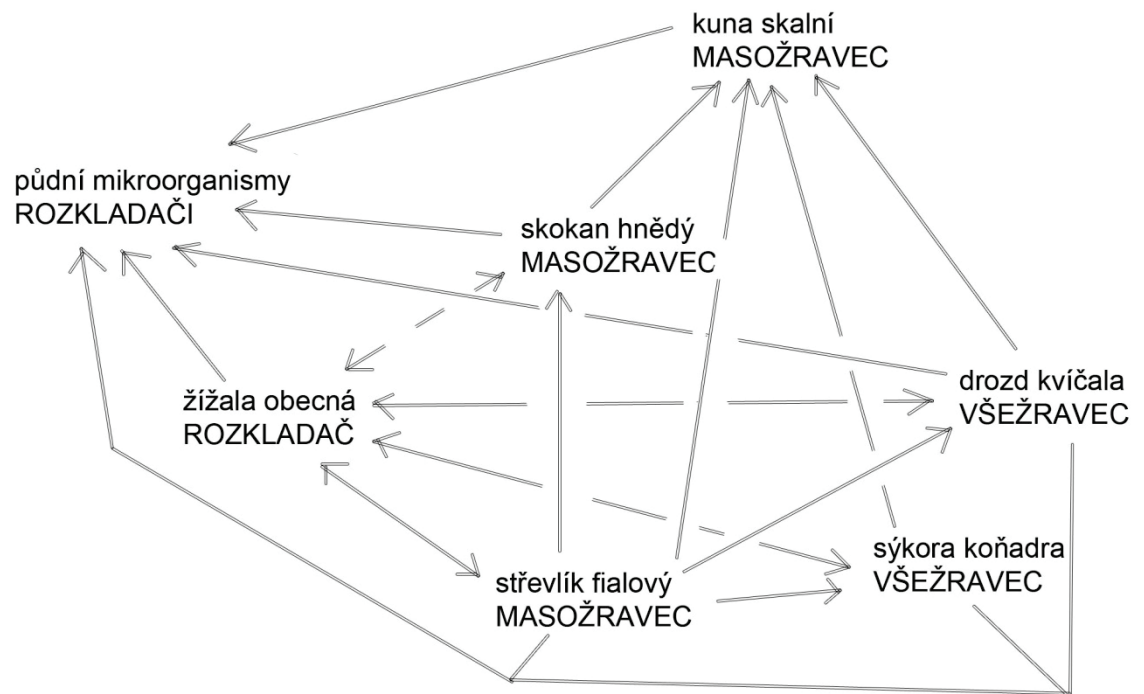 kuna skalní
MASOŽRAVEC
půdní mikroorganismy
ROZKLADAČI
skokan hnědý
MASOŽRAVEC
žížala obecná
ROZKLADAČ
drozd kvíčala
VŠEŽRAVEC
sýkora koňadra
VŠEŽRAVEC
střevlík fialový
MASOŽRAVEC